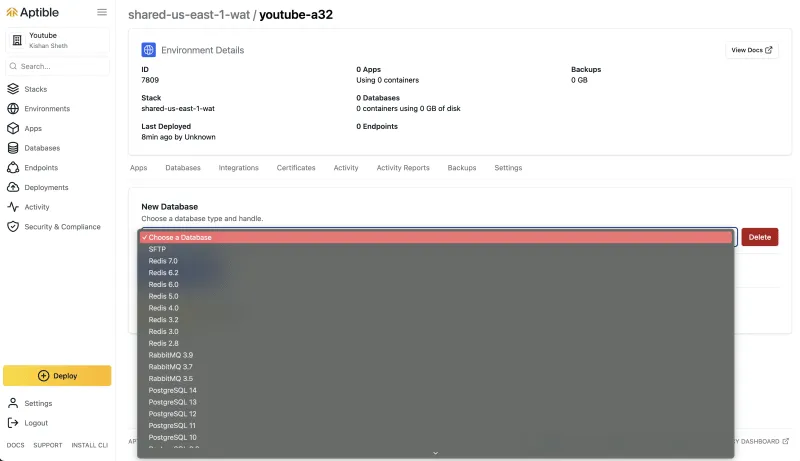 Aptible
Youtube
Kishan Sheth
Search...
Stacks
Environments
Apps
Databases
Endpoints
Deployments
Activity
Security & Compliance
Deploy
Settings
Logout
DOCS SUPPORT INSTALL CLI
shared-us-east-1-wat / youtube-a32
Environment Details
View Docs
ID
7809
0 Apps
Using 0 containers
Backups
0 GB
Stack
shared-us-east-1-wat
0 Databases
0 containers using 0 GB of disk
Last Deployed
8min ago by Unknown
0 Endpoints
Apps Databases Integrations Certificates Activity Activity Reports Backups Settings
New Database
Choose a database type and handle.
✓ Choose a Database
Delete
SFTP
Redis 7.0
Redis 6.2
Redis 6.0
Redis 5.0
Redis 4.0
Redis 3.2
Redis 3.0
Redis 2.8
RabbitMQ 3.9
RabbitMQ 3.7
RabbitMQ 3.5
PostgreSQL 14
PostgreSQL 13
PostgreSQL 12
PostgreSQL 11
PostgreSQL 10
DASHBOARD